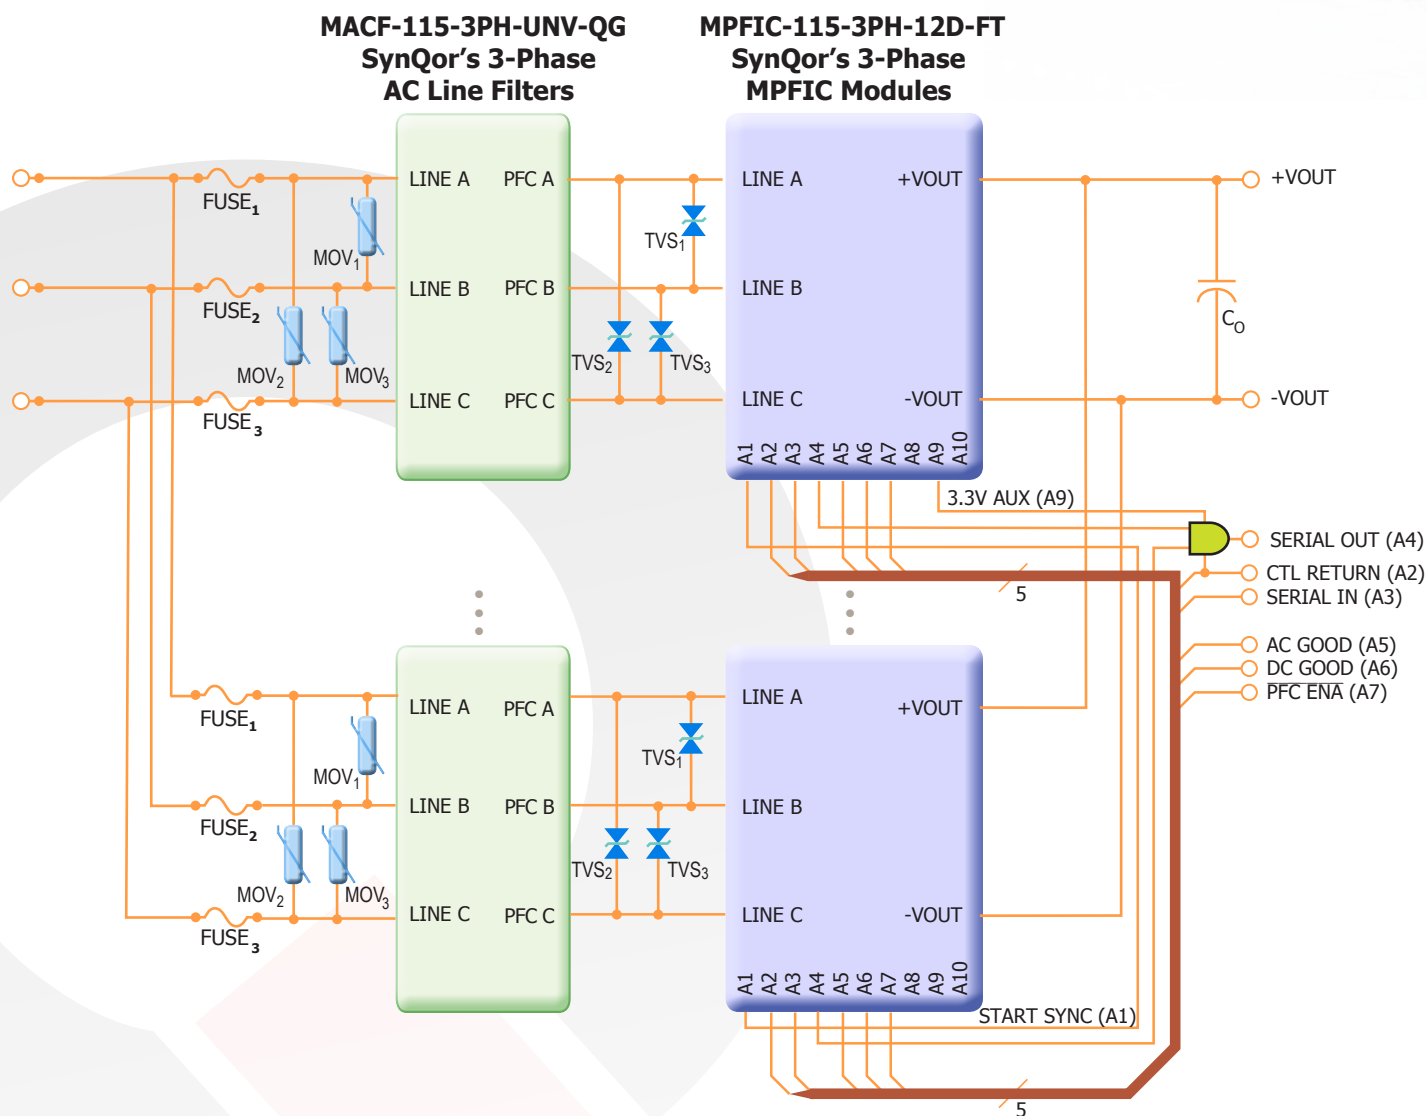 MACF-115-3PH-UNV-QG
SynQor's 3-Phase
AC Line Filters
MPFIC-115-3PH-12D-FT
SynQor's 3-Phase
MPFIC Modules
FUSE1
FUSE2
FUSE3
MOV1
MOV2
MOV3
LINE A
PFC A
LINE B
PFC B
LINE C
PFC C
TVS1
TVS2
TVS3
LINE A
+VOUT
LINE B
LINE C
-VOUT
A1
A2
A3
A4
A5
A6
A7
A8
A9
A10
+VOUT
CO
-VOUT
3.3V AUX (A9)
SERIAL OUT (A4)
CTL RETURN (A2)
SERIAL IN (A3)
5
AC GOOD (A5)
DC GOOD (A6)
PFC ENA (A7)
FUSE1
FUSE2
FUSE3
MOV1
MOV2
MOV3
LINE A
PFC A
LINE B
PFC B
LINE C
PFC C
TVS1
TVS2
TVS3
LINE A
+VOUT
LINE B
LINE C
-VOUT
A1
A2
A3
A4
A5
A6
A7
A8
A9
A10
START SYNC (A1)
5